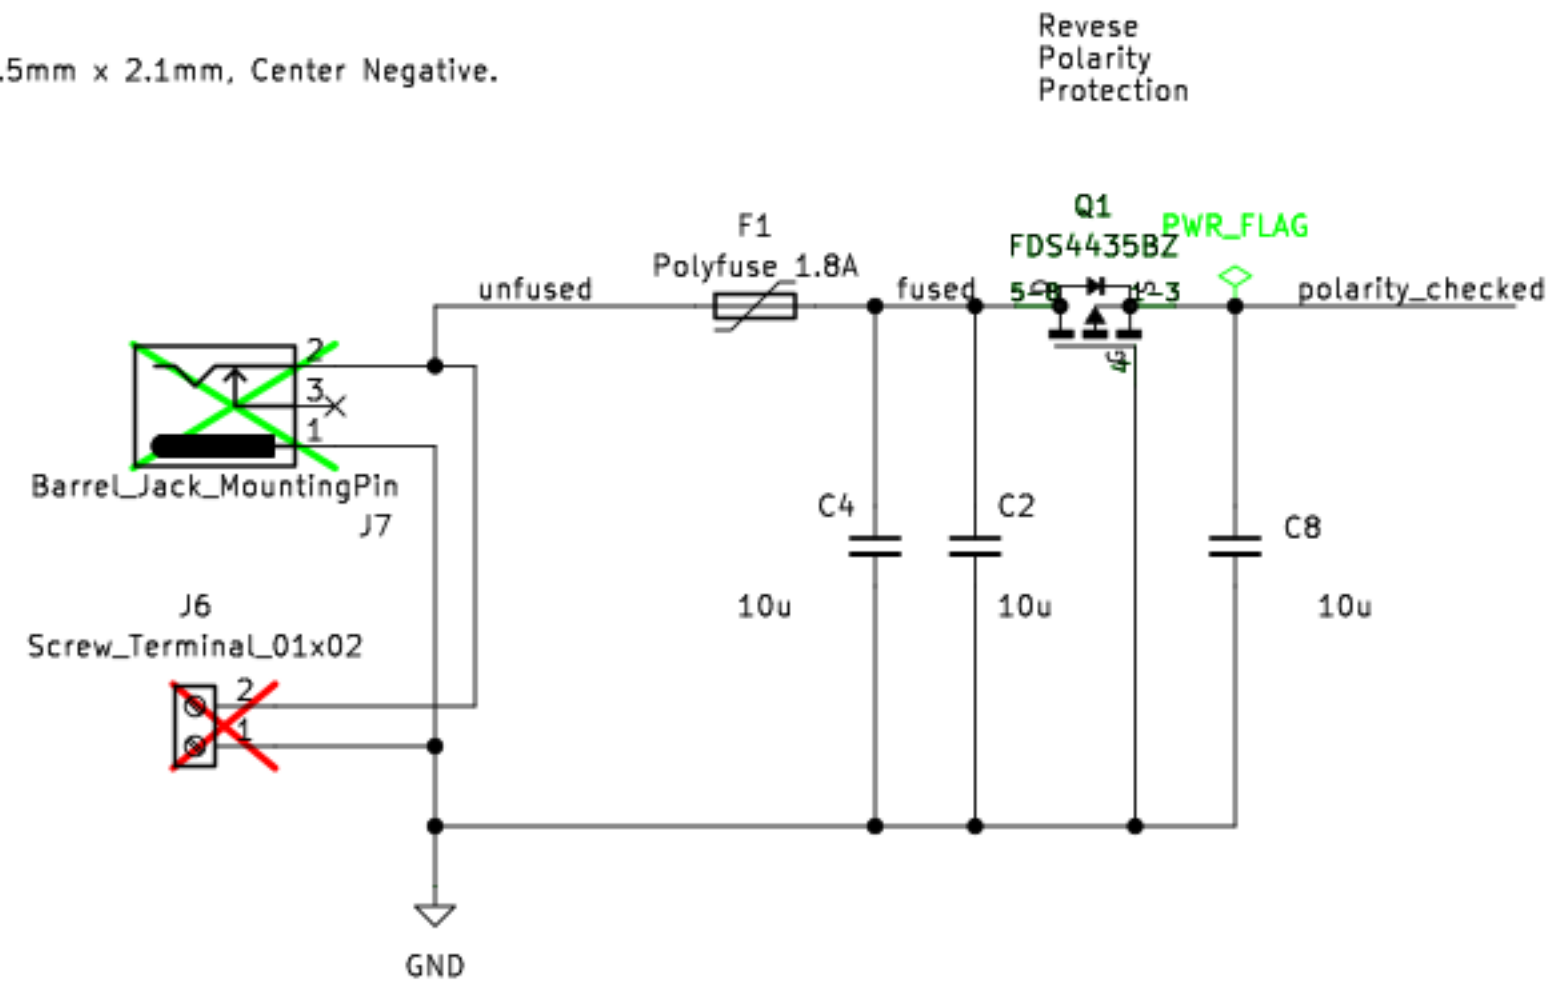 Revese
Polarity
Protection
.5mm x 2.1mm, Center Negative.
Q1
F1
PWR_FLAG
FDS4435BZ
Polyfuse_1.8A
unfused
fused
5-8
D
S
1-3
polarity_checked
2
G
4
3
1
Barrel_Jack_MountingPin
J7
C4
C2
C8
J6
10u
10u
10u
Screw_Terminal_01x02
2
1
GND